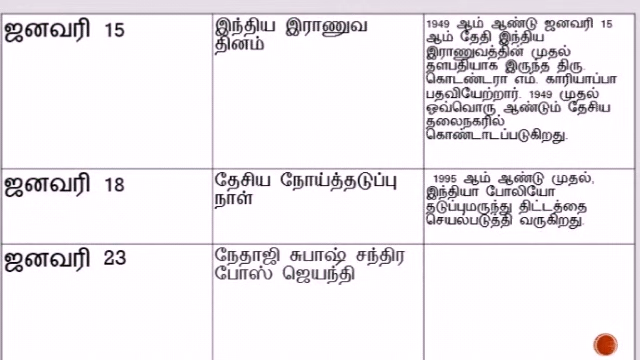 ஜனவரி 15
இந்திய இராணுவ
தினம்
1949 ஆம் ஆண்டு ஜனவரி 15
ஆம் தேதி இந்திய
இராணுவத்தின் முதல்
தளபதியாக இருந்த திரு.
கொடண்டரா எம். காரியாப்பா
பதவியேற்றார். 1949 முதல்
ஒவ்வொரு ஆண்டும் தேசிய
தலைநகரில்
கொண்டாடப்படுகிறது.
ஜனவரி 18
தேசிய நோய்த்தடுப்பு
நாள்
1995 ஆம் ஆண்டு முதல்,
இந்தியா போலியோ
தடுப்புமருந்து திட்டத்தை
செயல்படுத்தி வருகிறது.
ஜனவரி 23
நேதாஜி சுபாஷ் சந்திர
போஸ் ஜெயந்தி